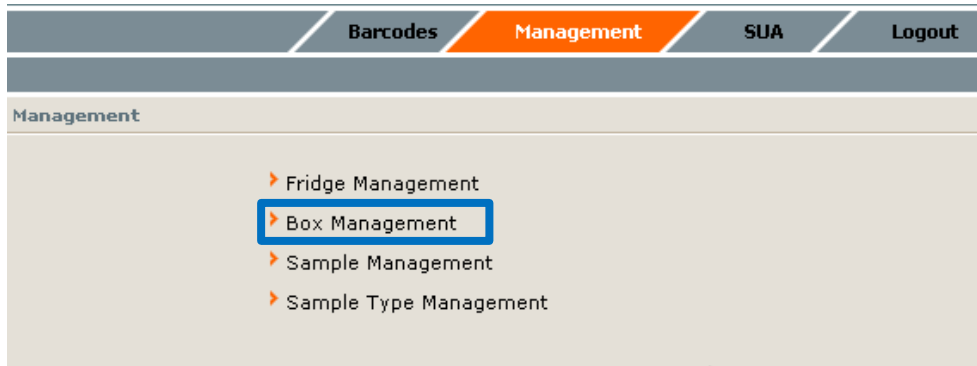 Barcodes Management SUA Logout
Management
Fridge Management
Box Management
Sample Management
Sample Type Management